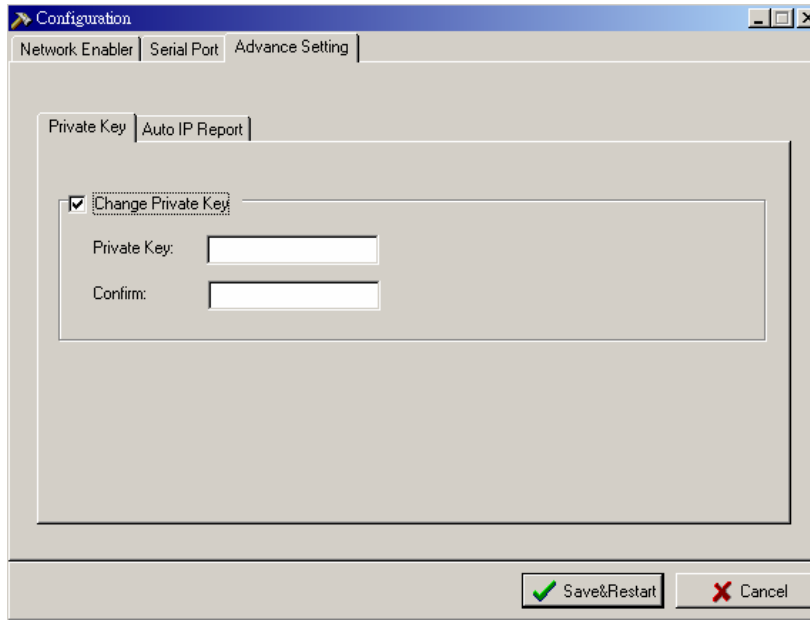 Configuration
Network Enabler Serial Port Advance Setting
Private Key Auto IP Report
Change Private Key
Private Key:
Confirm:
Save&Restart Cancel